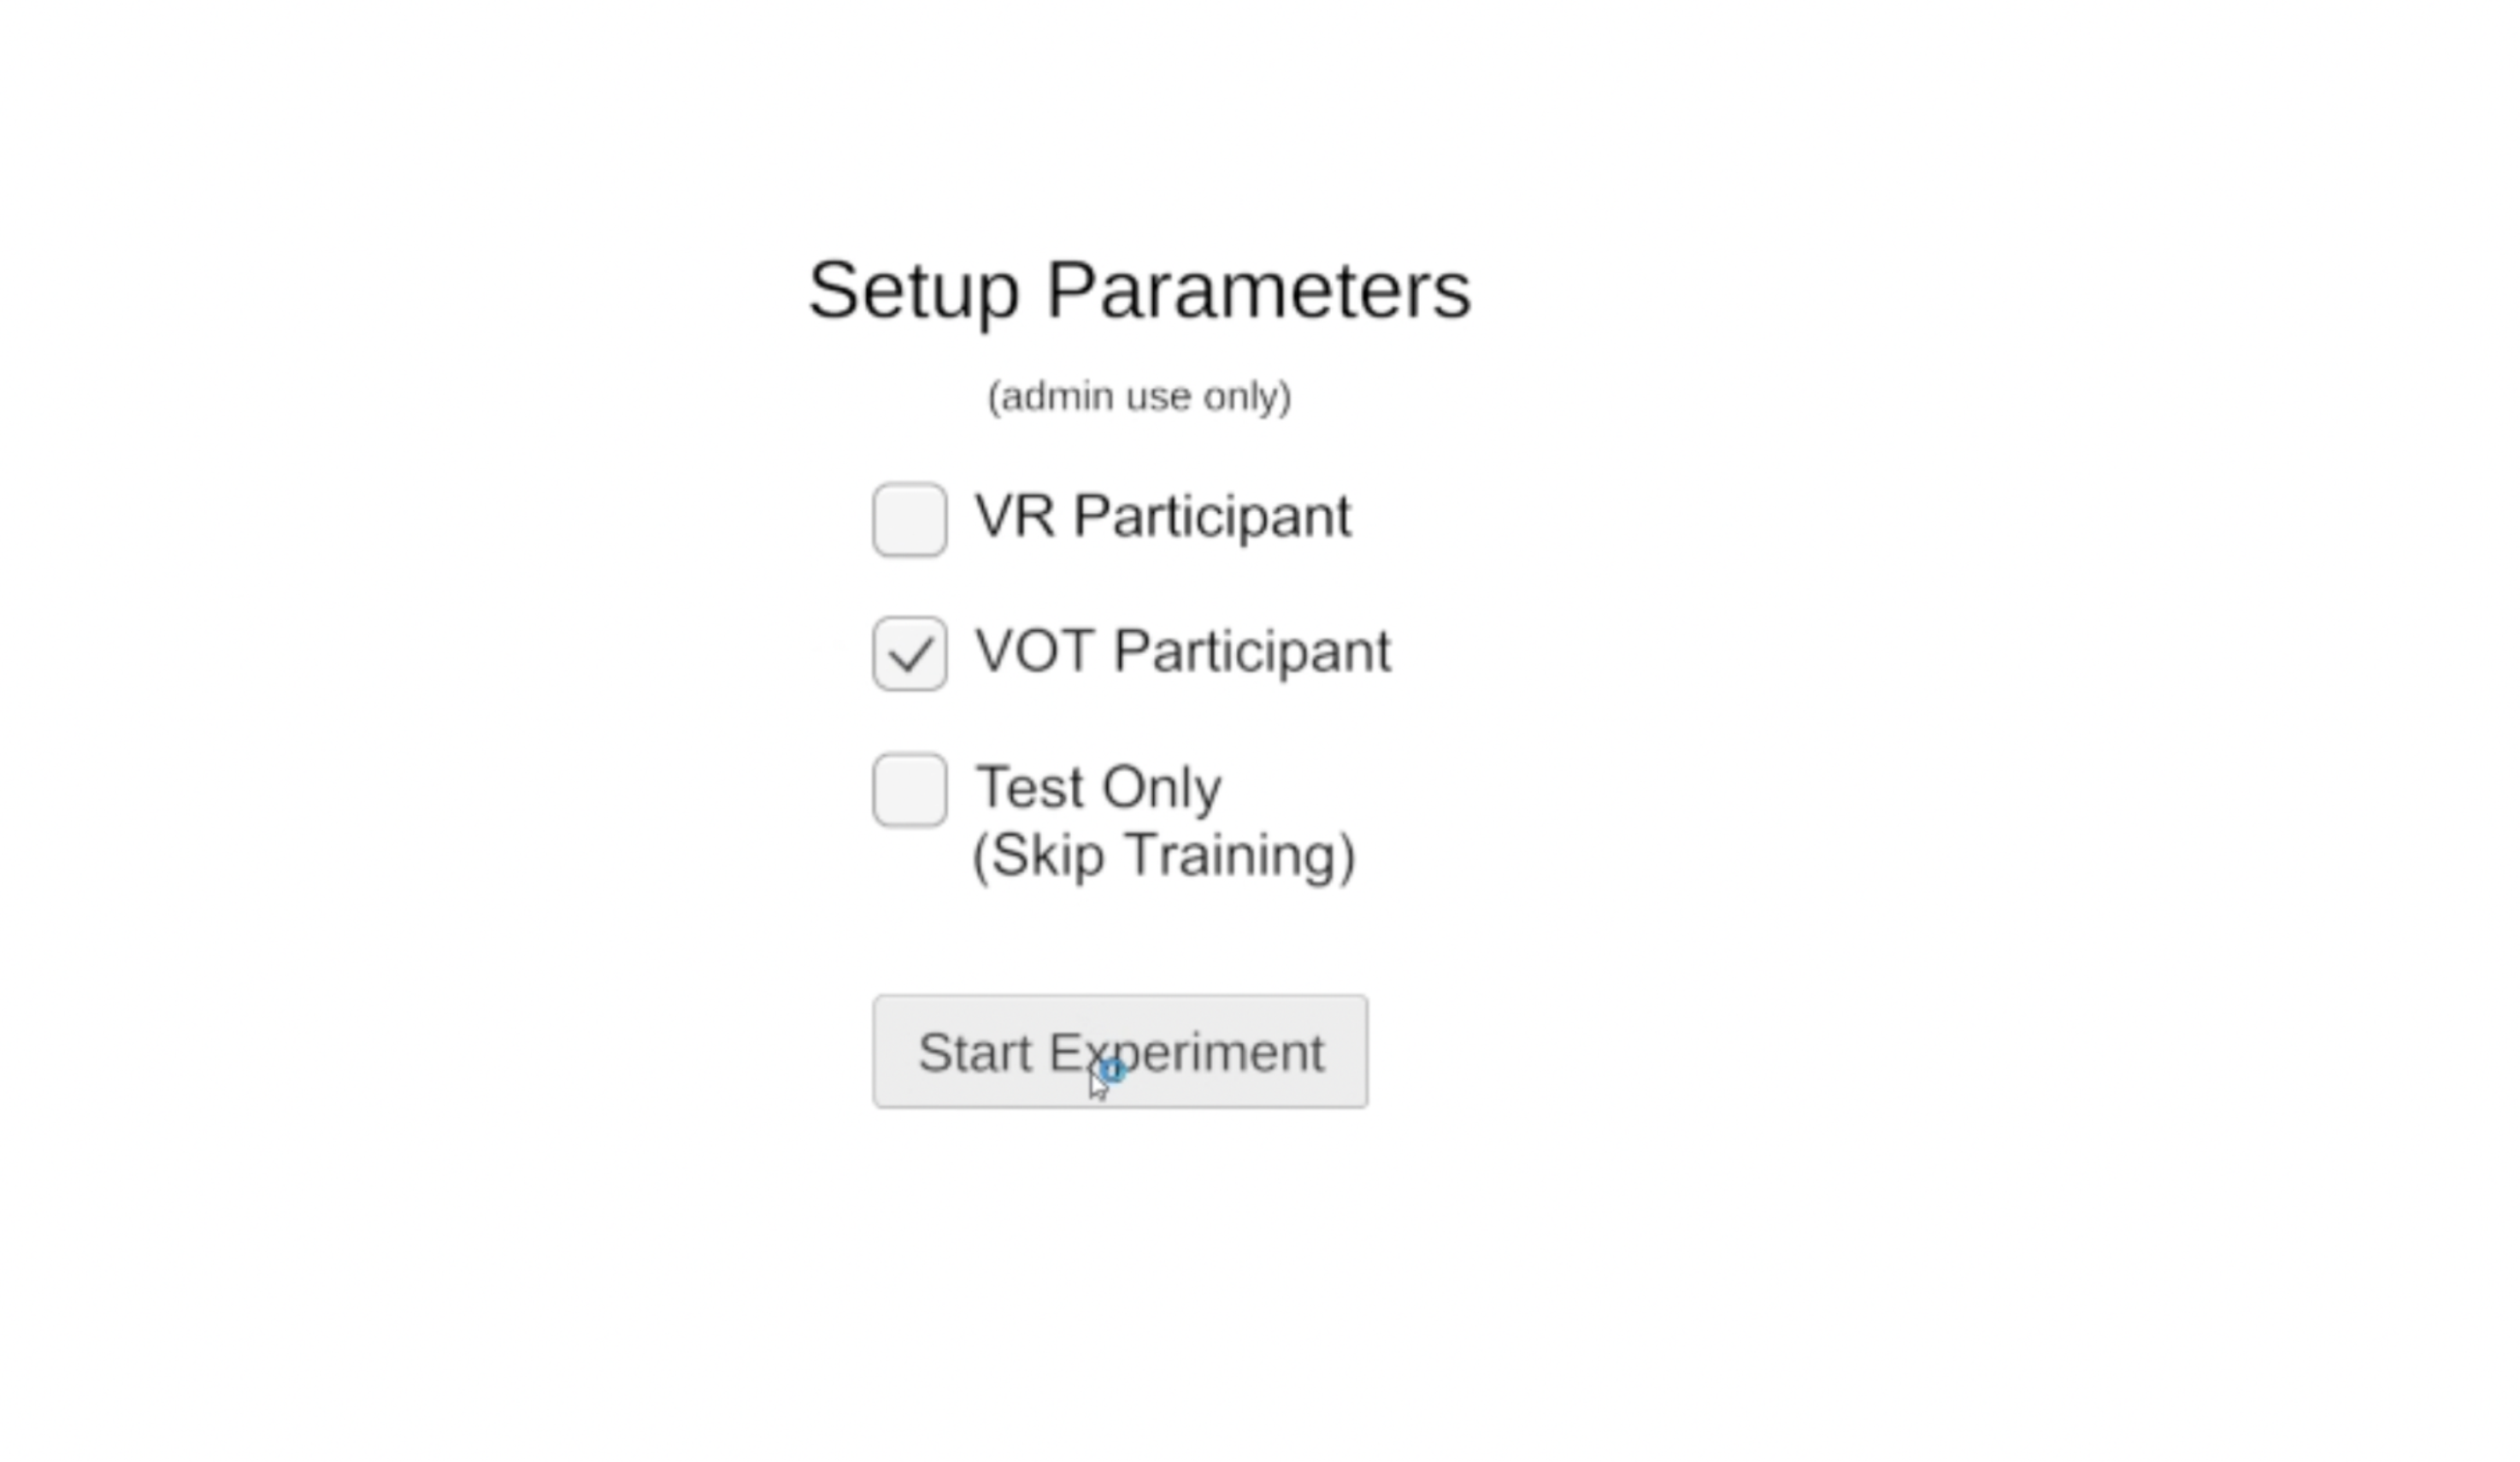 Setup Parameters
(admin use only)
VR Participant
VOT Participant
Test Only
(Skip Training)
Start Experiment